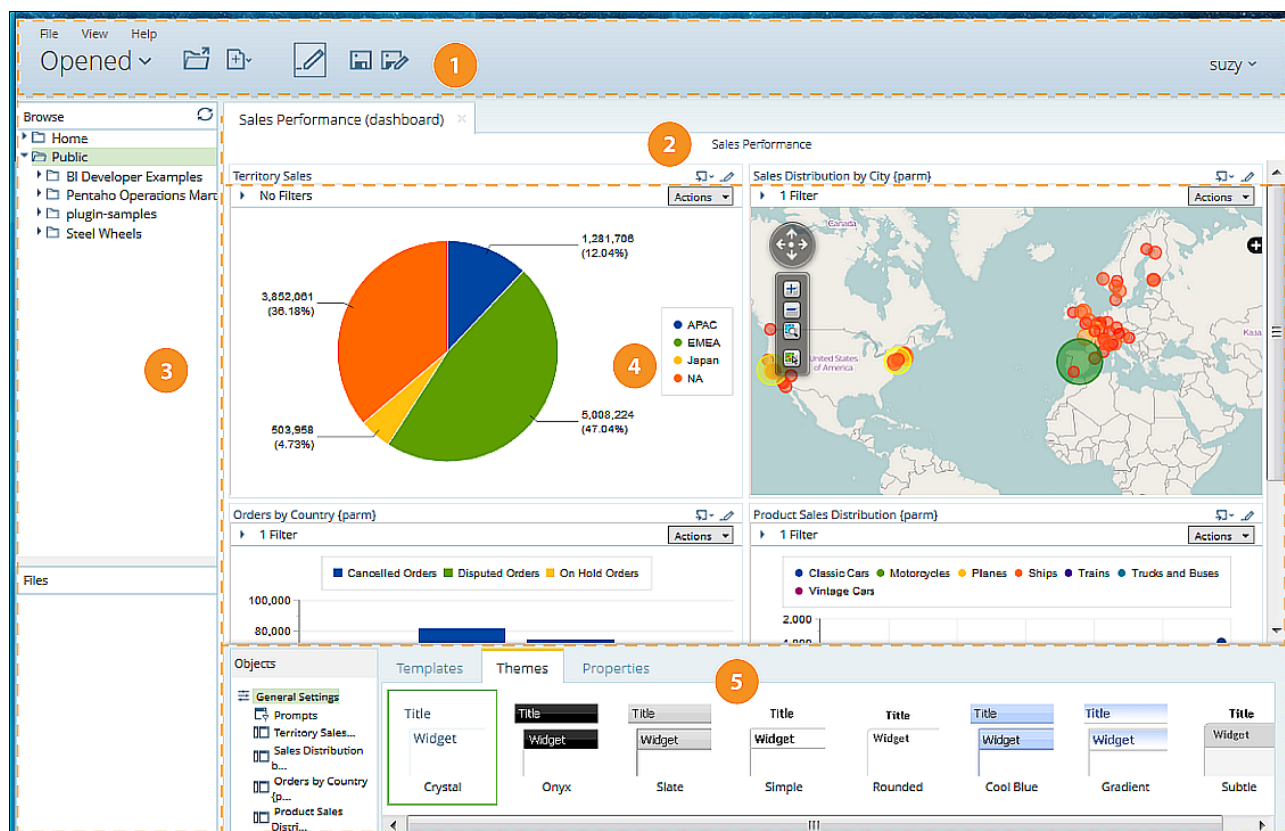 File View Help
Opened
suzy
1
Browse
Home
Public
BI Developer Examples
Pentaho Operations Mart
plugin-samples
Steel Wheels
3
Files
Sales Performance (dashboard)
2
Sales Performance
Territory Sales
No Filters
Actions
1,281,706
(12.04%)
3,852,061
(36.18%)
503,958
(4.73%)
5,008,224
(47.04%)
APAC
EMEA
Japan
NA
4
Sales Distribution by City {parm}
1 Filter
Actions
Canada
United States
of America
Orders by Country {parm}
1 Filter
Actions
Cancelled Orders Disputed Orders On Hold Orders
100,000
80,000
Product Sales Distribution {parm}
1 Filter
Actions
Classic Cars Motorcycles Planes Ships Trains Trucks and Buses
Vintage Cars
2,000
Objects
General Settings
Prompts
Territory Sales...
Sales Distribution
b...
Orders by Country
{p...
Product Sales
Distri...
Templates Themes Properties
5
Title
Widget
Crystal
Title
Widget
Onyx
Title
Widget
Slate
Title
Widget
Simple
Title
Widget
Rounded
Title
Widget
Cool Blue
Title
Widget
Gradient
Title
Widget
Subtle